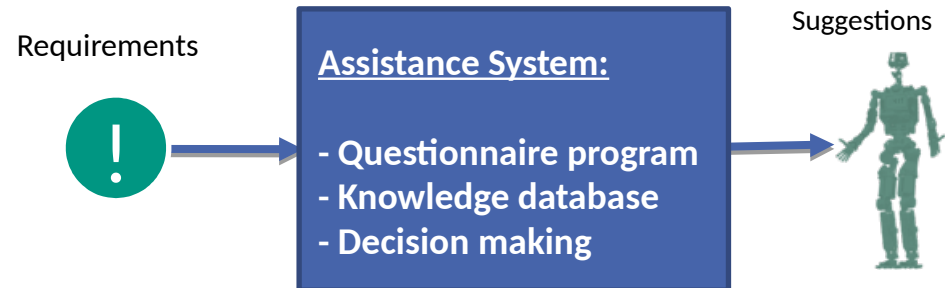 Requirements
!
Assistance System:
- Questionnaire program
- Knowledge database
- Decision making
Suggestions